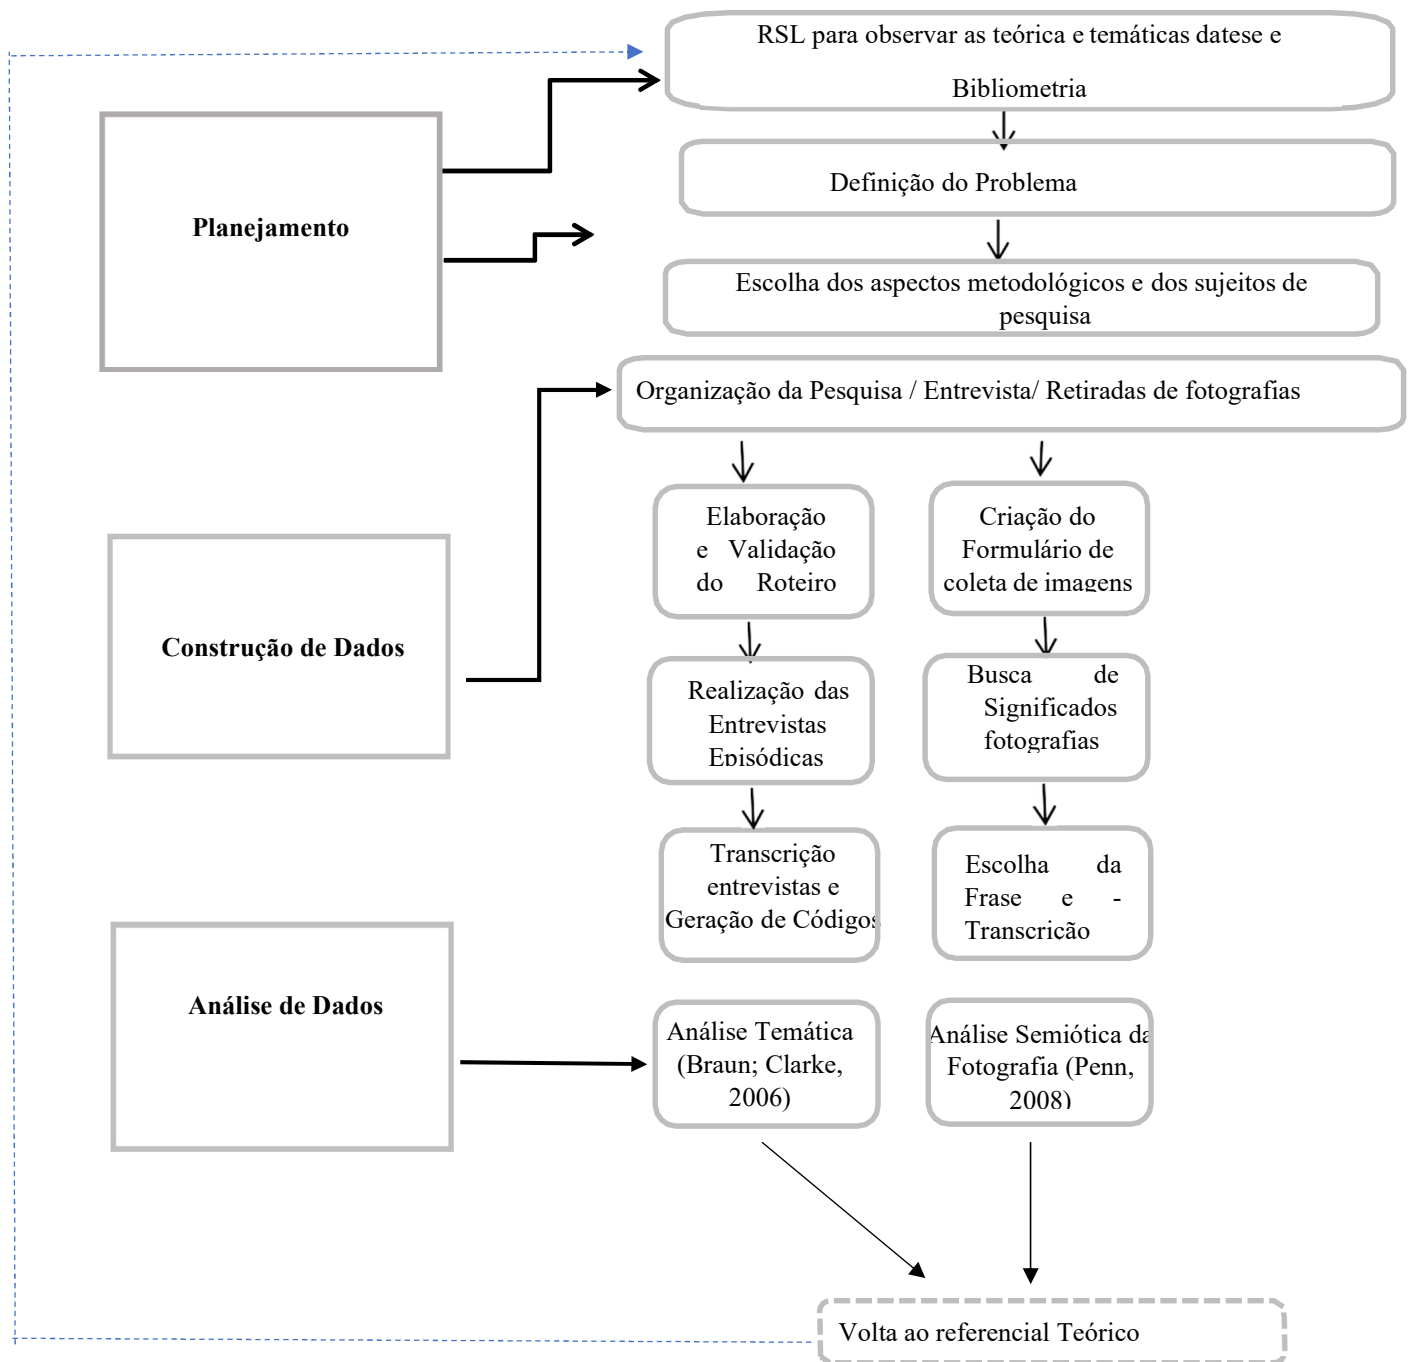 RSL para observar as teórica e temáticas datese e
Bibliometria
Definição do Problema
Planejamento
Escolha dos aspectos metodológicos e dos sujeitos de
pesquisa
Organização da Pesquisa / Entrevista/ Retiradas de fotografias
Elaboração
e Validação
do Roteiro
Criação do
Formulário de
coleta de imagens
Construção de Dados
Realização das
Entrevistas
Episódicas
Busca de
Significados
fotografias
Transcrição
entrevistas e
Geração de Códigos
Escolha da
Frase e -
Transcrição
Análise de Dados
Análise Temática
(Braun; Clarke,
2006)
Análise Semiótica da
Fotografia (Penn,
2008)
Volta ao referencial Teórico